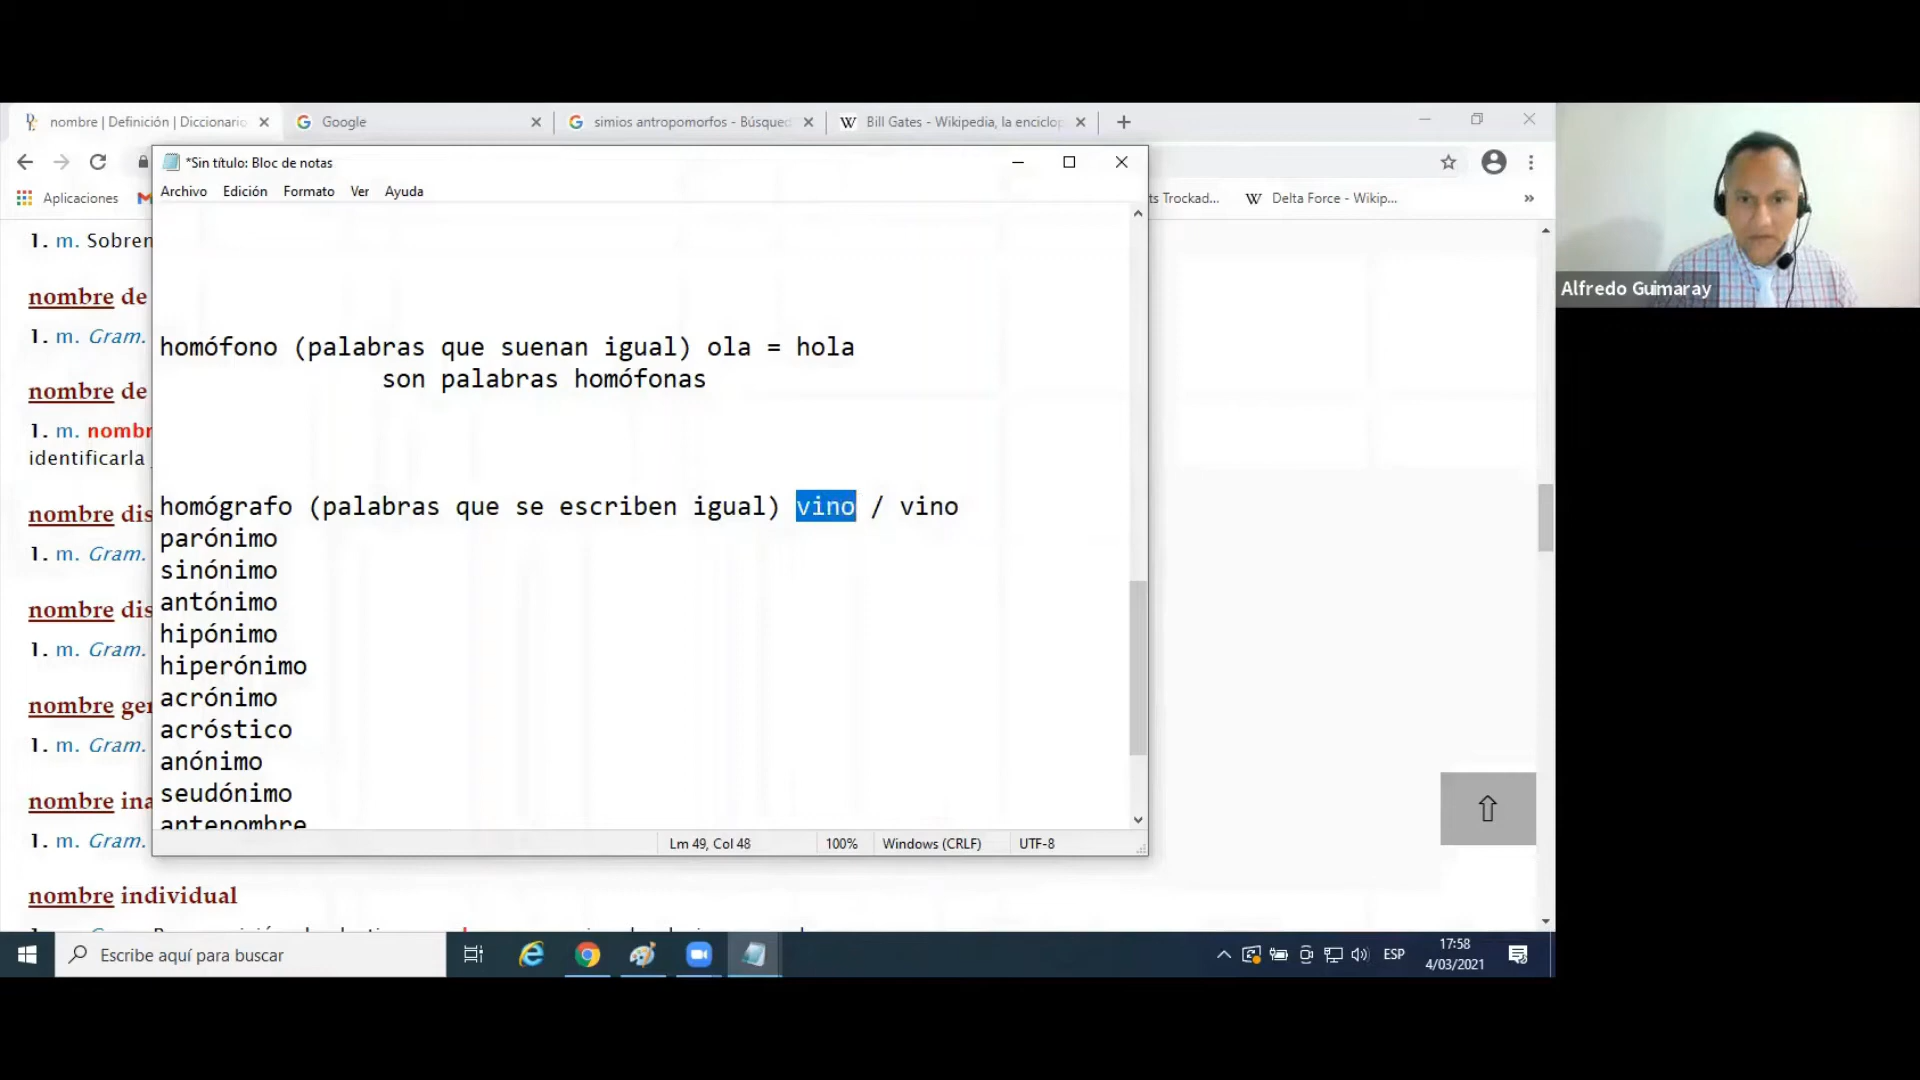 nombre | Definición | Diccionario
Google
simios antropomorfos - Búsqued
Bill Gates - Wikipedia, la enciclop
*Sin título: Bloc de notas
Archivo Edición Formato Ver Ayuda
Aplicaciones
ts Trockad...
Delta Force - Wikip...
1. m. Sobren
nombre de
1. m. Gram.
nombre de
1. m. nombr
identificarla
nombre dis
1. m. Gram.
nombre dis
1. m. Gram.
nombre ger
1. m. Gram.
nombre ina
1. m. Gram.
nombre individual
homófono (palabras que suenan igual) ola = hola
son palabras homófonas
homógrafo (palabras que se escriben igual) vino / vino
parónimo
sinónimo
antónimo
hipónimo
hiperónimo
acrónimo
acróstico
anónimo
seudónimo
antenombre
Lm 49, Col 48 100% Windows (CRLF) UTF-8
Alfredo Guimaray
Escribe aquí para buscar
ESP
17:58
4/03/2021